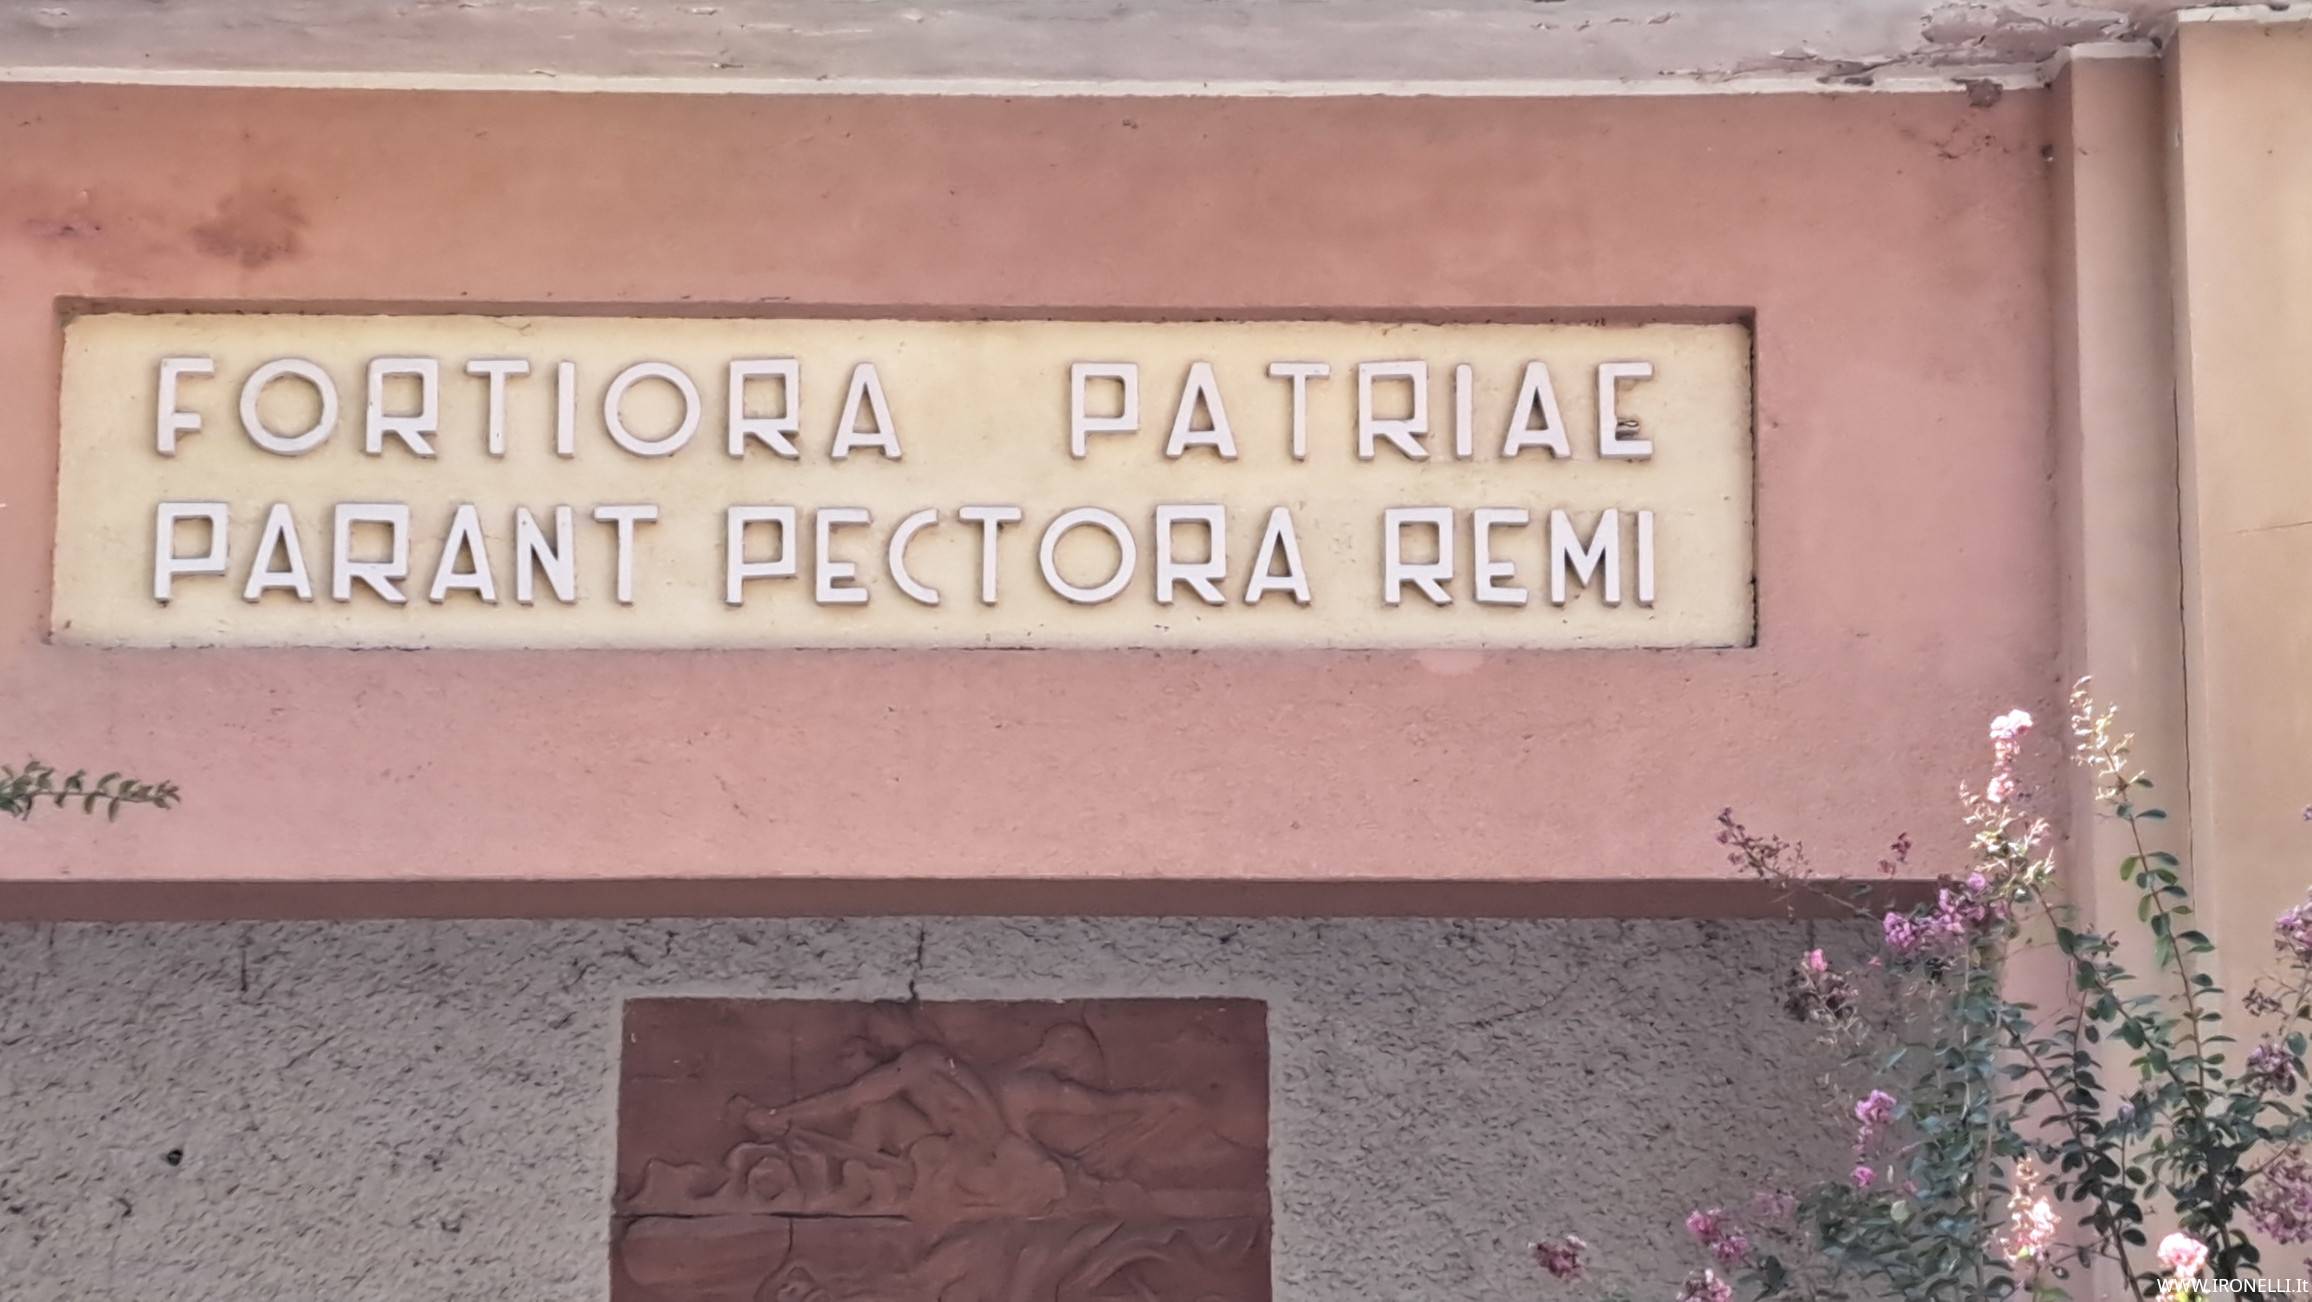 FORTIORA PATRIAE
PARANT PECTORA REMI
WWW.IRONELLI.It